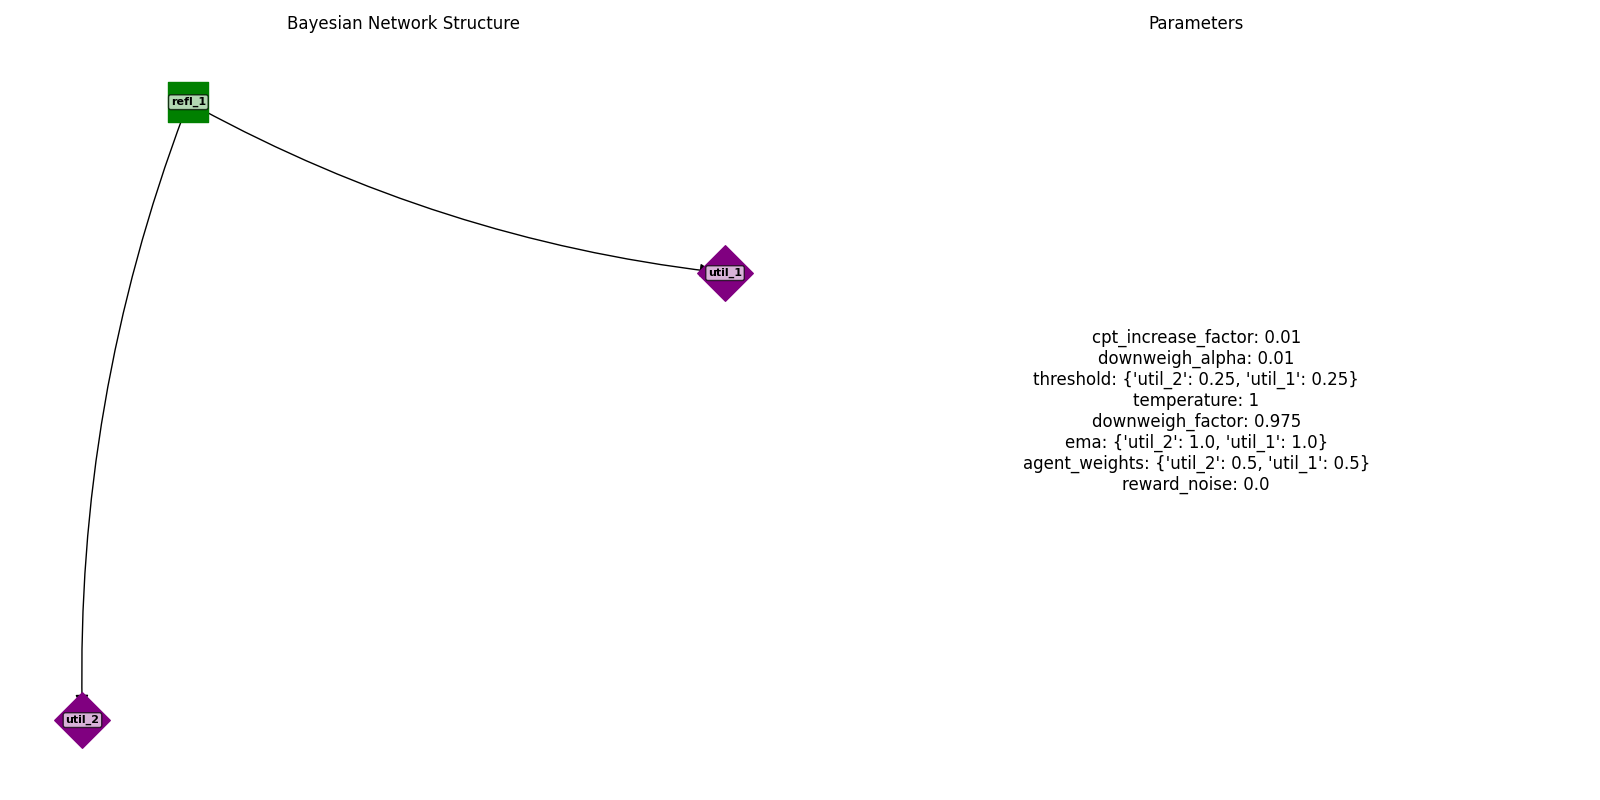 Bayesian Network Structure
Parameters
refl_1
util_1
util_2
cpt_increase_factor: 0.01
downweigh_alpha: 0.01
threshold: {'util_2': 0.25, 'util_1': 0.25}
temperature: 1
downweigh_factor: 0.975
ema: {'util_2': 1.0, 'util_1': 1.0}
agent_weights: {'util_2': 0.5, 'util_1': 0.5}
reward_noise: 0.0